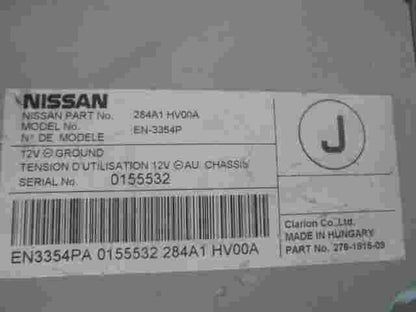 NISSAN
NISSAN PART No. 284A1 HV00A
MODEL No. EN-3354P
N° DE MODELE
12V ⊖ GROUND
TENSION D'UTILISATION 12V ⊖ AU CHASSIS
SERIAL No. 0155532
EN3354PA 0155532 284A1 HV00A
J
Clarion Co.,Ltd.
MADE IN HUNGARY
PART No. 276-1815-09